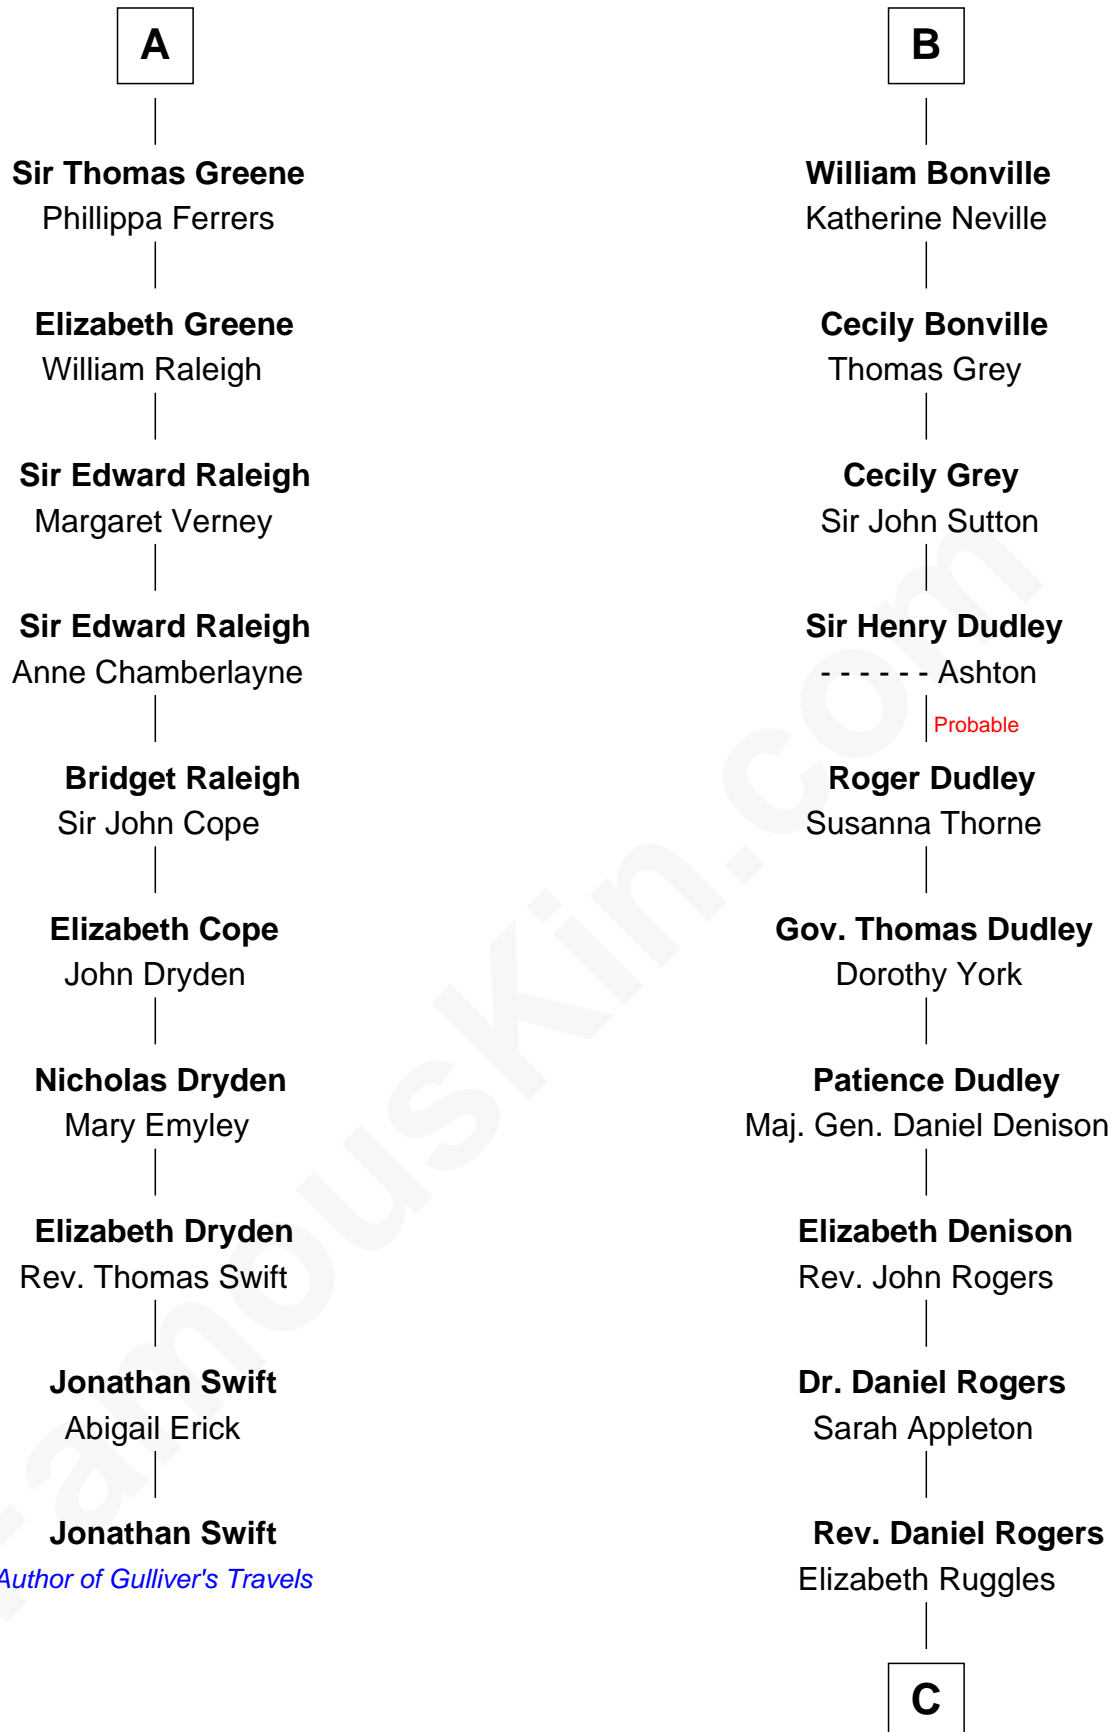 A
Sir Thomas Greene
Phillippa Ferrers
Elizabeth Greene
William Raleigh
Sir Edward Raleigh
Margaret Verney
Sir Edward Raleigh
Anne Chamberlayne
Bridget Raleigh
Sir John Cope
Elizabeth Cope
John Dryden
Nicholas Dryden
Mary Emyley
Elizabeth Dryden
Rev. Thomas Swift
Jonathan Swift
Abigail Erick
Jonathan Swift
Author of Gulliver's Travels
B
William Bonville
Katherine Neville
Cecily Bonville
Thomas Grey
Cecily Grey
Sir John Sutton
Sir Henry Dudley
- - - - - - Ashton
Probable
Roger Dudley
Susanna Thorne
Gov. Thomas Dudley
Dorothy York
Patience Dudley
Maj. Gen. Daniel Denison
Elizabeth Denison
Rev. John Rogers
Dr. Daniel Rogers
Sarah Appleton
Rev. Daniel Rogers
Elizabeth Ruggles
C
FamousKin.com